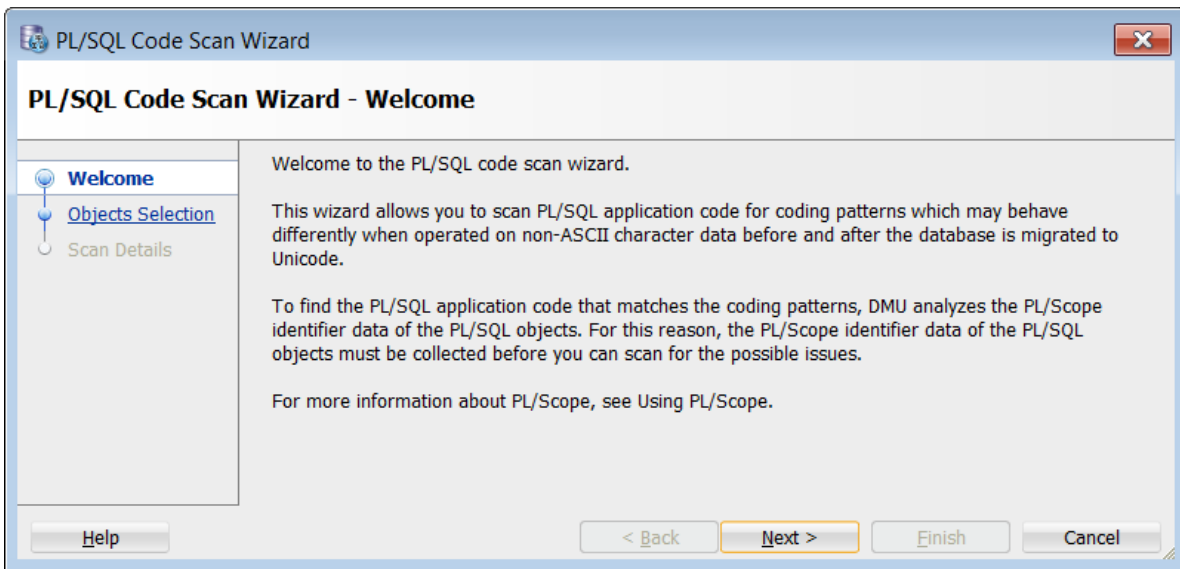 PL/SQL Code Scan Wizard
PL/SQL Code Scan Wizard - Welcome
Welcome
Objects Selection
Scan Details
Welcome to the PL/SQL code scan wizard.
This wizard allows you to scan PL/SQL application code for coding patterns which may behave
differently when operated on non-ASCII character data before and after the database is migrated to
Unicode.
To find the PL/SQL application code that matches the coding patterns, DMU analyzes the PL/Scope
identifier data of the PL/SQL objects. For this reason, the PL/Scope identifier data of the PL/SQL
objects must be collected before you can scan for the possible issues.
For more information about PL/Scope, see Using PL/Scope.
Help
< Back
Next >
Finish
Cancel